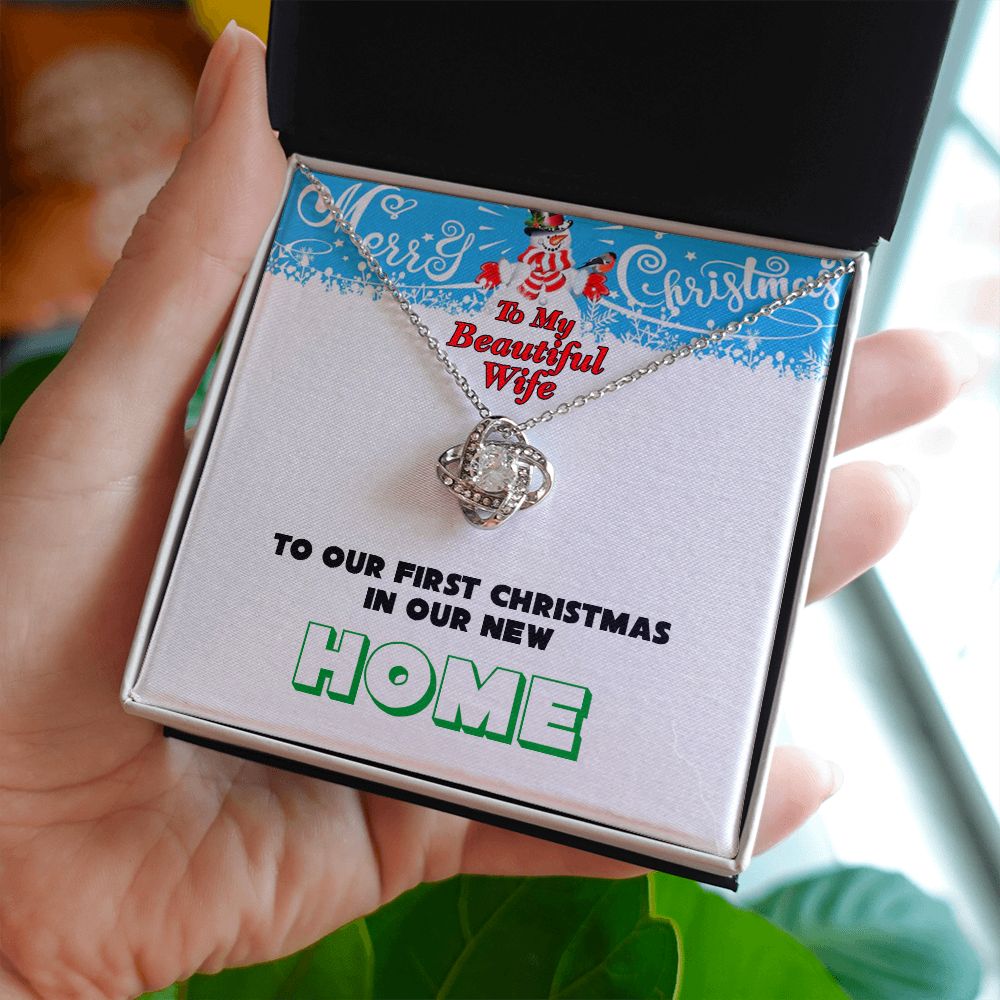 Merry Christmas
To My
Beautiful
Wife
TO OUR FIRST CHRISTMAS
IN OUR NEW
HOME